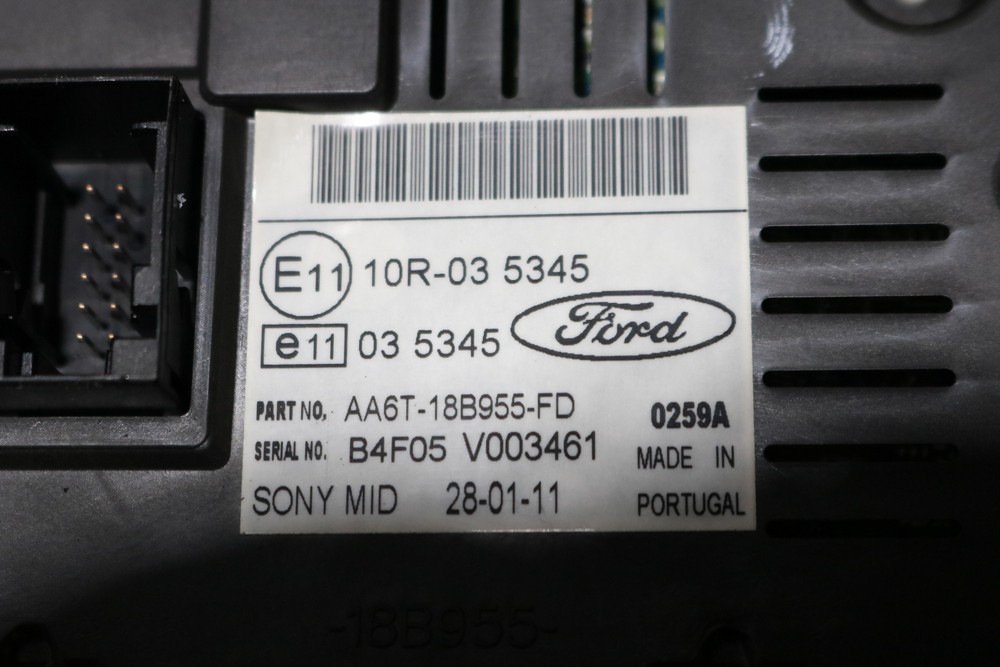 E11 10R-03 5345
e11 03 5345
Ford
PART NO. AA6T-18B955-FD
0259A
SERIAL NO. B4F05 V003461
MADE IN
SONY MID 28-01-11
PORTUGAL
-18B955-